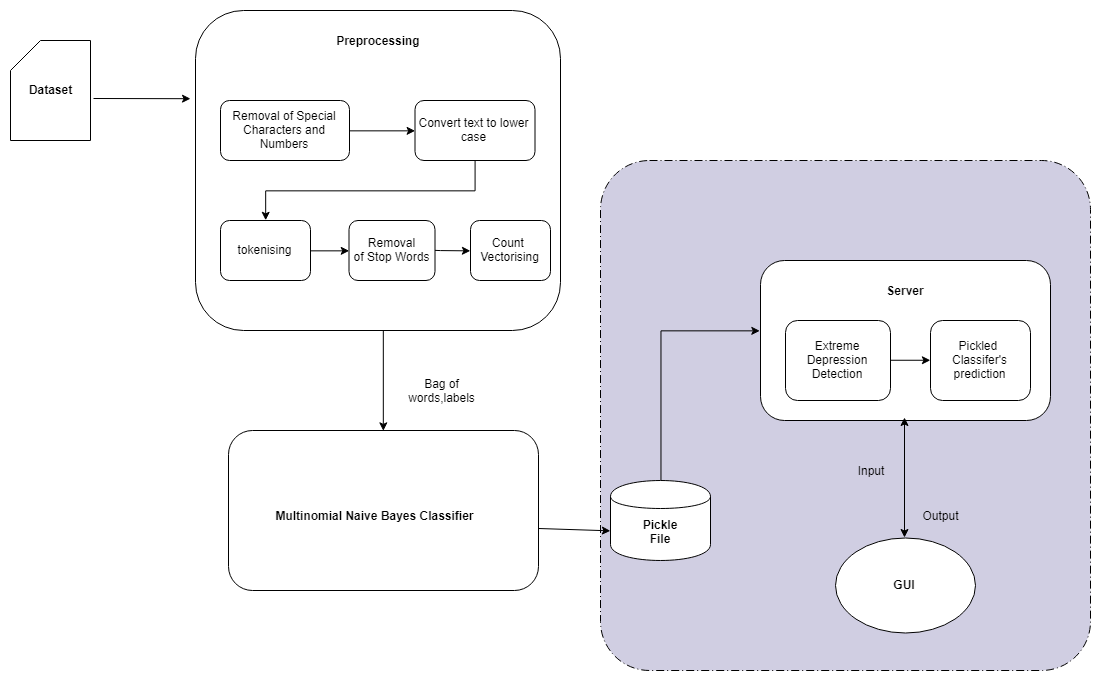 Preprocessing
Dataset
Removal of Special
Characters and
Numbers
Convert text to lower
case
tokenising
Removal
of Stop Words
Count
Vectorising
Bag of
words,labels
Multinomial Naive Bayes Classifier
Pickle
File
Server
Extreme
Depression
Detection
Pickled
Classifer's
prediction
Input
Output
GUI